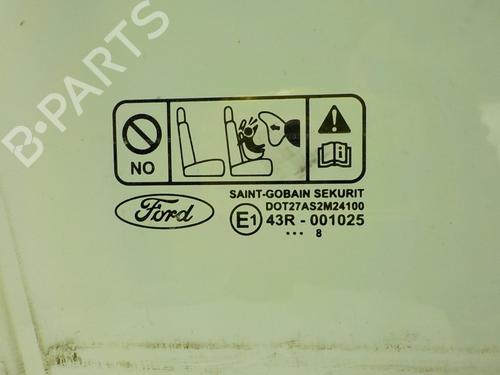 B-PARTS
NO
Ford
SAINT-GOBAIN SEKURIT
DOT27AS2M24100
E1 43R - 001025
... 8